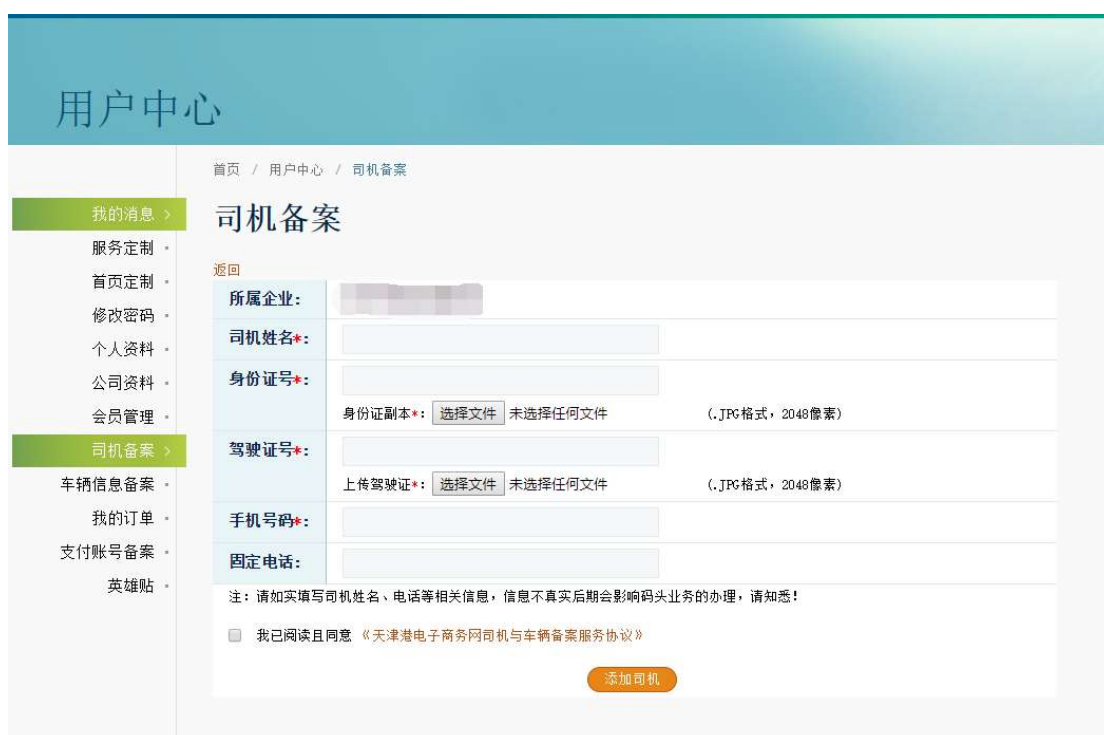 用户中心
首页 / 用户中心 / 司机备案
我的消息 >
服务定制
首页定制
修改密码
个人资料
公司资料
会员管理
司机备案 >
车辆信息备案
我的订单
支付账号备案
英雄贴
司机备案
返回
所属企业:
司机姓名*:
身份证号*:
身份证副本*: 选择文件 未选择任何文件 (.JPG格式，2048像素)
驾驶证号*:
上传驾驶证*: 选择文件 未选择任何文件 (.JPG格式，2048像素)
手机号码*:
固定电话:
注：请如实填写司机姓名、电话等相关信息，信息不真实后期会影响码头业务的办理，请知悉！
我已阅读且同意 《天津港电子商务网司机与车辆备案服务协议》
添加司机